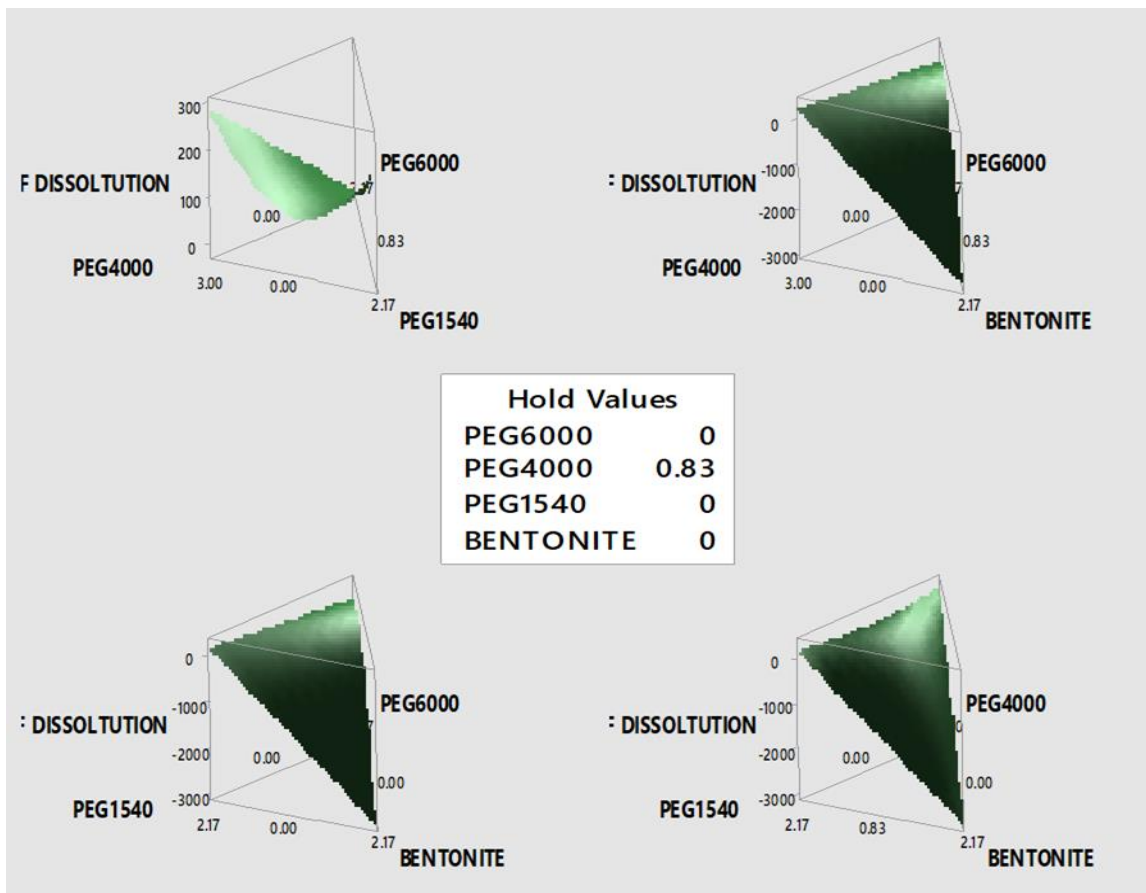 300
200
100
0
F DISSOLTUTION
PEG6000
0.00
0.83
PEG4000
3.00
0.00
2.17
PEG1540
0
-1000
-2000
-3000
F DISSOLTUTION
PEG6000
0.00
0.83
PEG4000
3.00
0.00
2.17
BENTONITE
Hold Values
PEG6000 0
PEG4000 0.83
PEG1540 0
BENTONITE 0
0
-1000
-2000
-3000
F DISSOLTUTION
PEG6000
0.00
0.00
PEG1540
2.17
0.00
2.17
BENTONITE
0
-1000
-2000
-3000
F DISSOLTUTION
PEG4000
0.00
0.00
PEG1540
2.17
0.83
2.17
BENTONITE